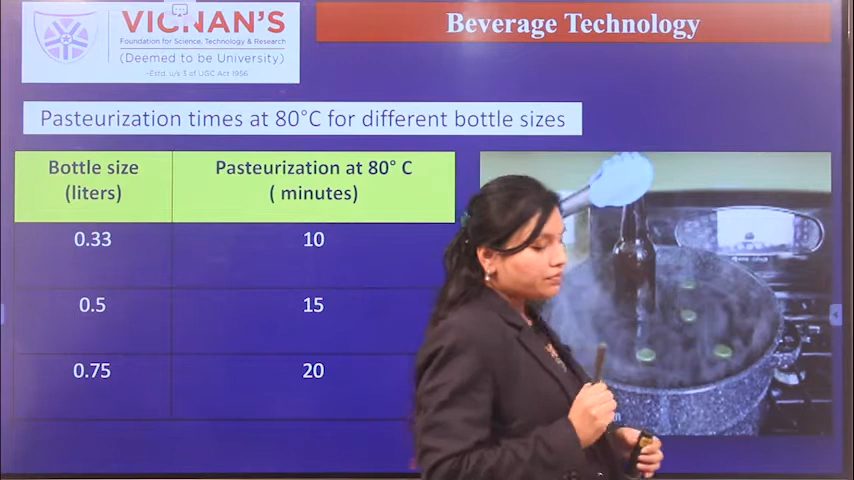 VIGNAN'S
Foundation for Science, Technology & Research
(Deemed to be University)
-Estd. u/s 3 of UGC Act 1956
Beverage Technology
Pasteurization times at 80°C for different bottle sizes
Bottle size
(liters)
Pasteurization at 80° C
( minutes)
0.33 10
0.5 15
0.75 20